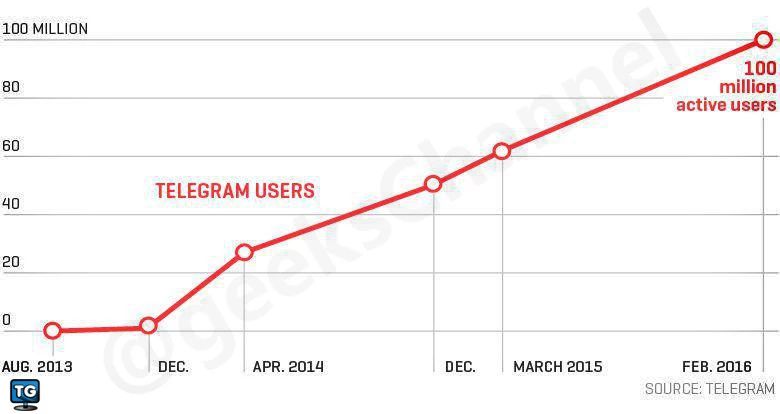 100 MILLION
80
60
40
20
0
TELEGRAM USERS
100
million
active users
@geeksChannel
AUG. 2013 DEC. APR. 2014 DEC. MARCH 2015 FEB. 2016
TG
SOURCE: TELEGRAM